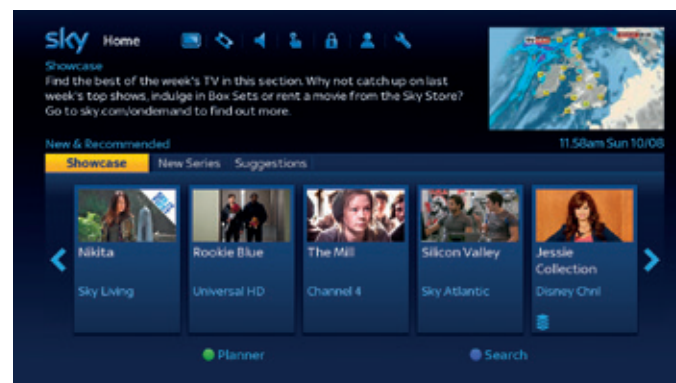 sky Home
Showcase
Find the best of the week's TV in this section. Why not catch up on last
week's top shows, indulge in Box Sets or rent a movie from the Sky Store?
Go to sky.com/ondemand to find out more.
New & Recommended
11.58am Sun 10/08
Showcase New Series Suggestions
Nikita
Sky Living
Rookie Blue
Universal HD
The Mill
Channel 4
Silicon Valley
Sky Atlantic
Jessie
Collection
Disney Chnl
Planner
Search